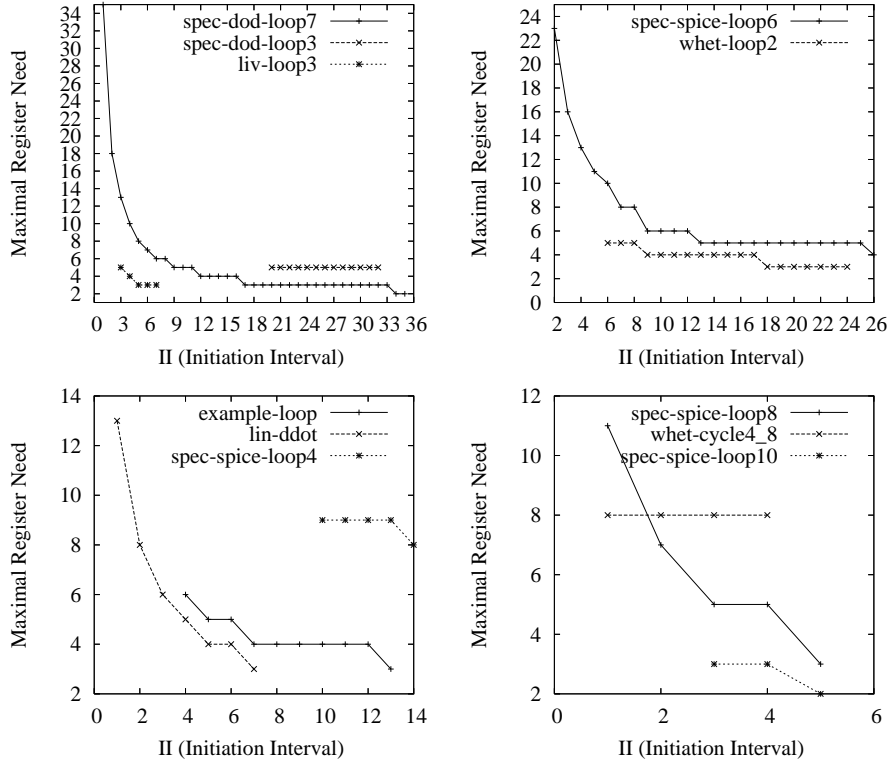 spec-dod-loop7
spec-dod-loop3
liv-loop3
34
32
30
28
26
24
22
20
18
16
14
12
10
8
6
4
2
0 3 6 9 12 15 18 21 24 27 30 33 36
Maximal Register Need
II (Initiation Interval)
spec-spice-loop6
whet-loop2
24
22
20
18
16
14
12
10
8
6
4
2
0
2 4 6 8 10 12 14 16 18 20 22 24 26
Maximal Register Need
II (Initiation Interval)
example-loop
lin-ddot
spec-spice-loop4
14
12
10
8
6
4
2
0 2 4 6 8 10 12 14
Maximal Register Need
II (Initiation Interval)
spec-spice-loop8
whet-cycle4_8
spec-spice-loop10
12
10
8
6
4
2
0 2 4 6
Maximal Register Need
II (Initiation Interval)